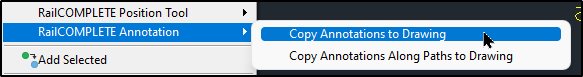 RailCOMPLETE Position Tool
RailCOMPLETE Annotation
Copy Annotations to Drawing
Copy Annotations Along Paths to Drawing
Add Selected